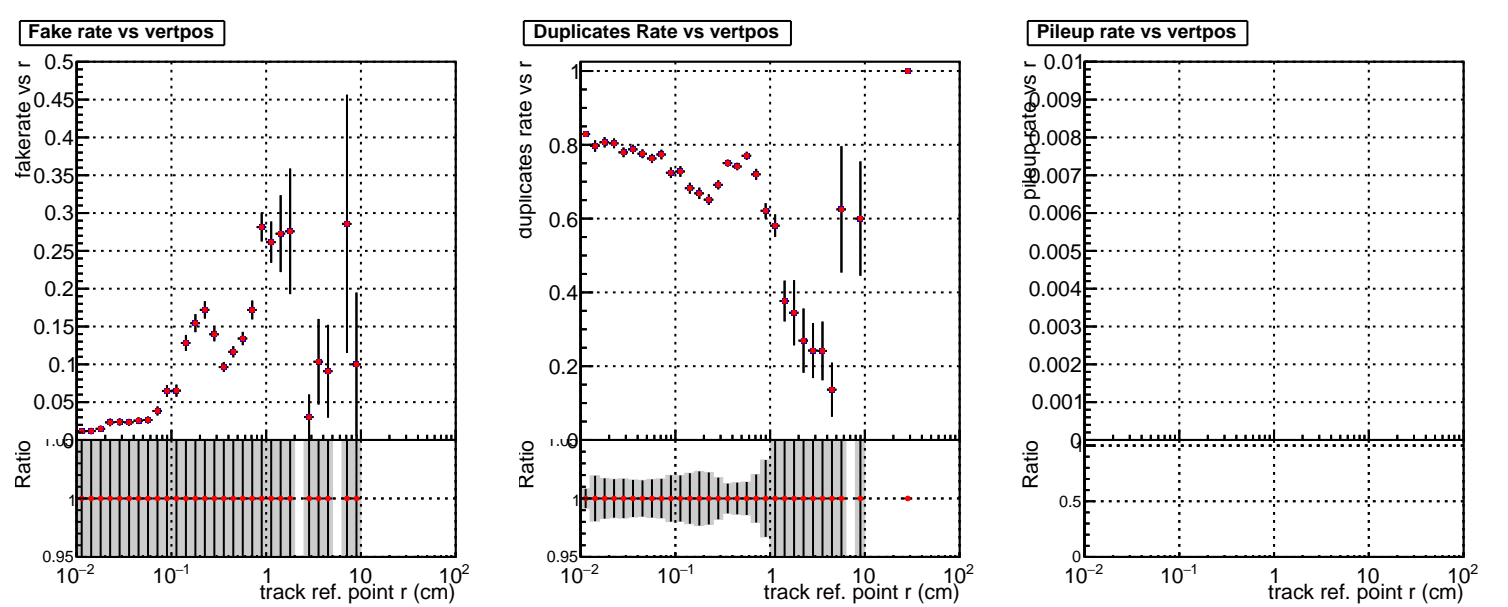 Fake rate vs vertpos
fakerate vs r
0.5
0.45
0.4
0.35
0.3
0.25
0.2
0.15
0.1
0.05
0
Ratio
1
0.95
10⁻² 10⁻¹ 1 10 10²
track ref. point r (cm)
Duplicates Rate vs vertpos
duplicates rate vs r
1
0.8
0.6
0.4
0.2
0
Ratio
1
0.95
10⁻² 10⁻¹ 1 10 10²
track ref. point r (cm)
Pileup rate vs vertpos
pileup rate vs r
0.01
0.009
0.008
0.007
0.006
0.005
0.004
0.003
0.002
0.001
0
Ratio
1
0.5
0
10⁻² 10⁻¹ 1 10 10²
track ref. point r (cm)